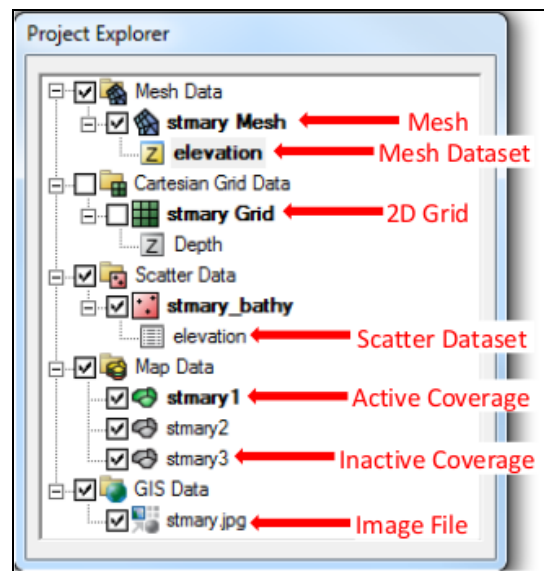 Project Explorer
Mesh Data
stmary Mesh Mesh
elevation Mesh Dataset
Cartesian Grid Data
stmary Grid 2D Grid
Depth
Scatter Data
stmary_bathy
elevation Scatter Dataset
Map Data
stmary1 Active Coverage
stmary2
stmary3 Inactive Coverage
GIS Data
stmary.jpg Image File